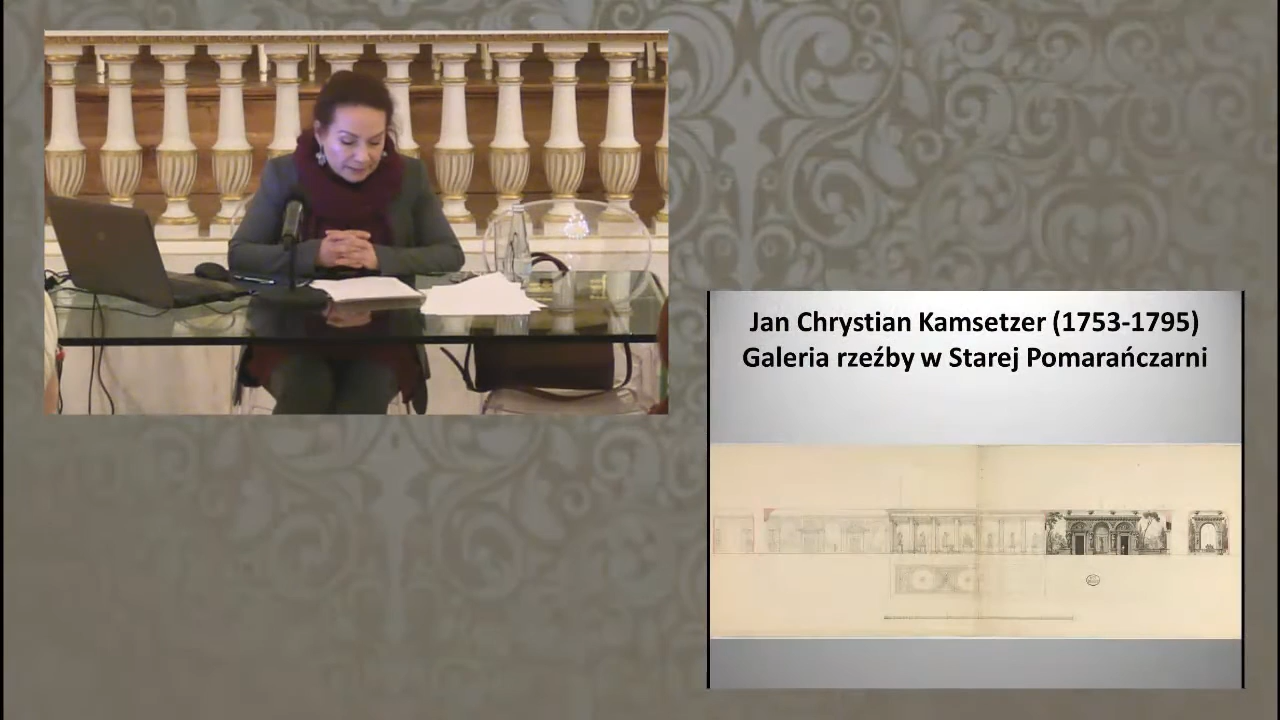 Jan Chrystian Kamsetzer (1753-1795)
Galeria rzeźby w Starej Pomarańczarni